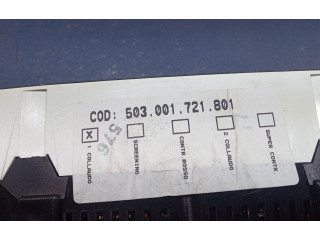 COD: 503.001.721.801
X
1 COLLAUDO
SCREENING
CONTR.ROSSO
2 COLLAUDO
SUPER CONTR.